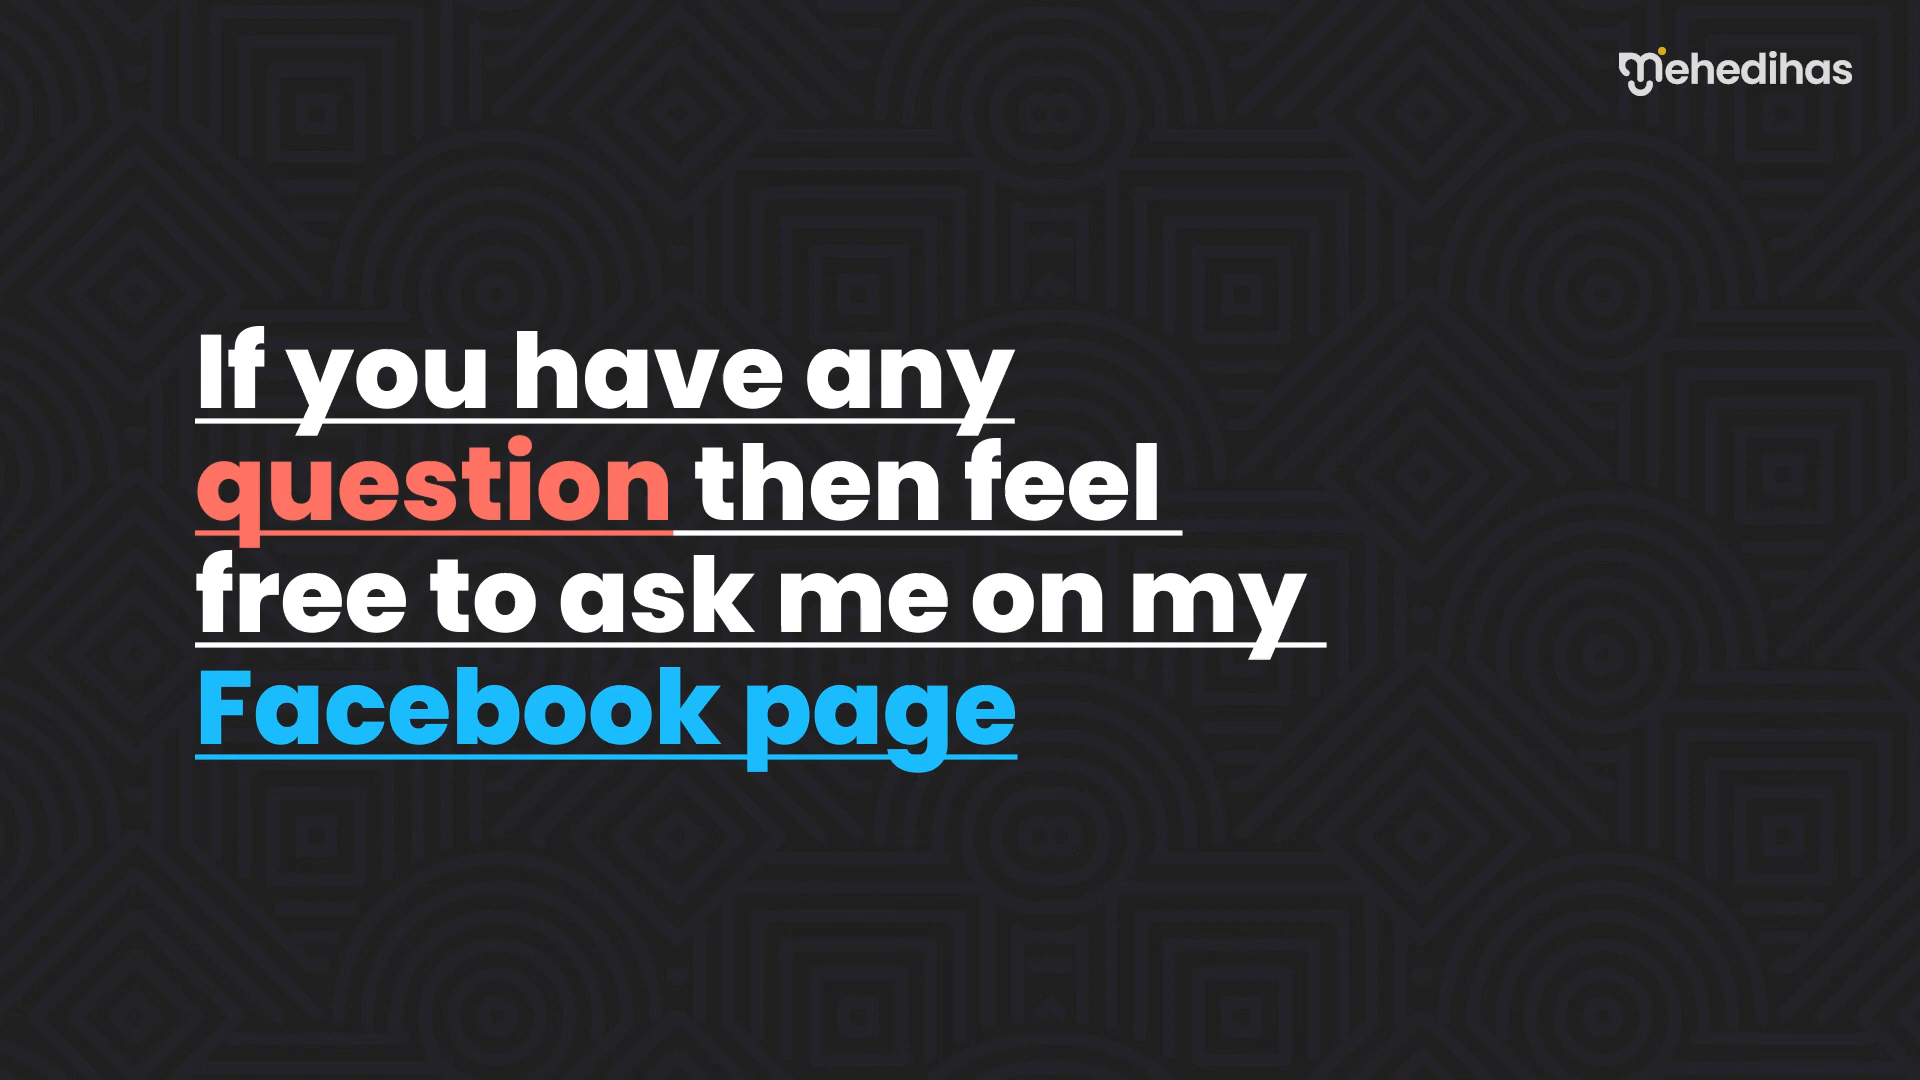 Mehedihas
If you have any
question then feel
free to ask me on my
Facebook page